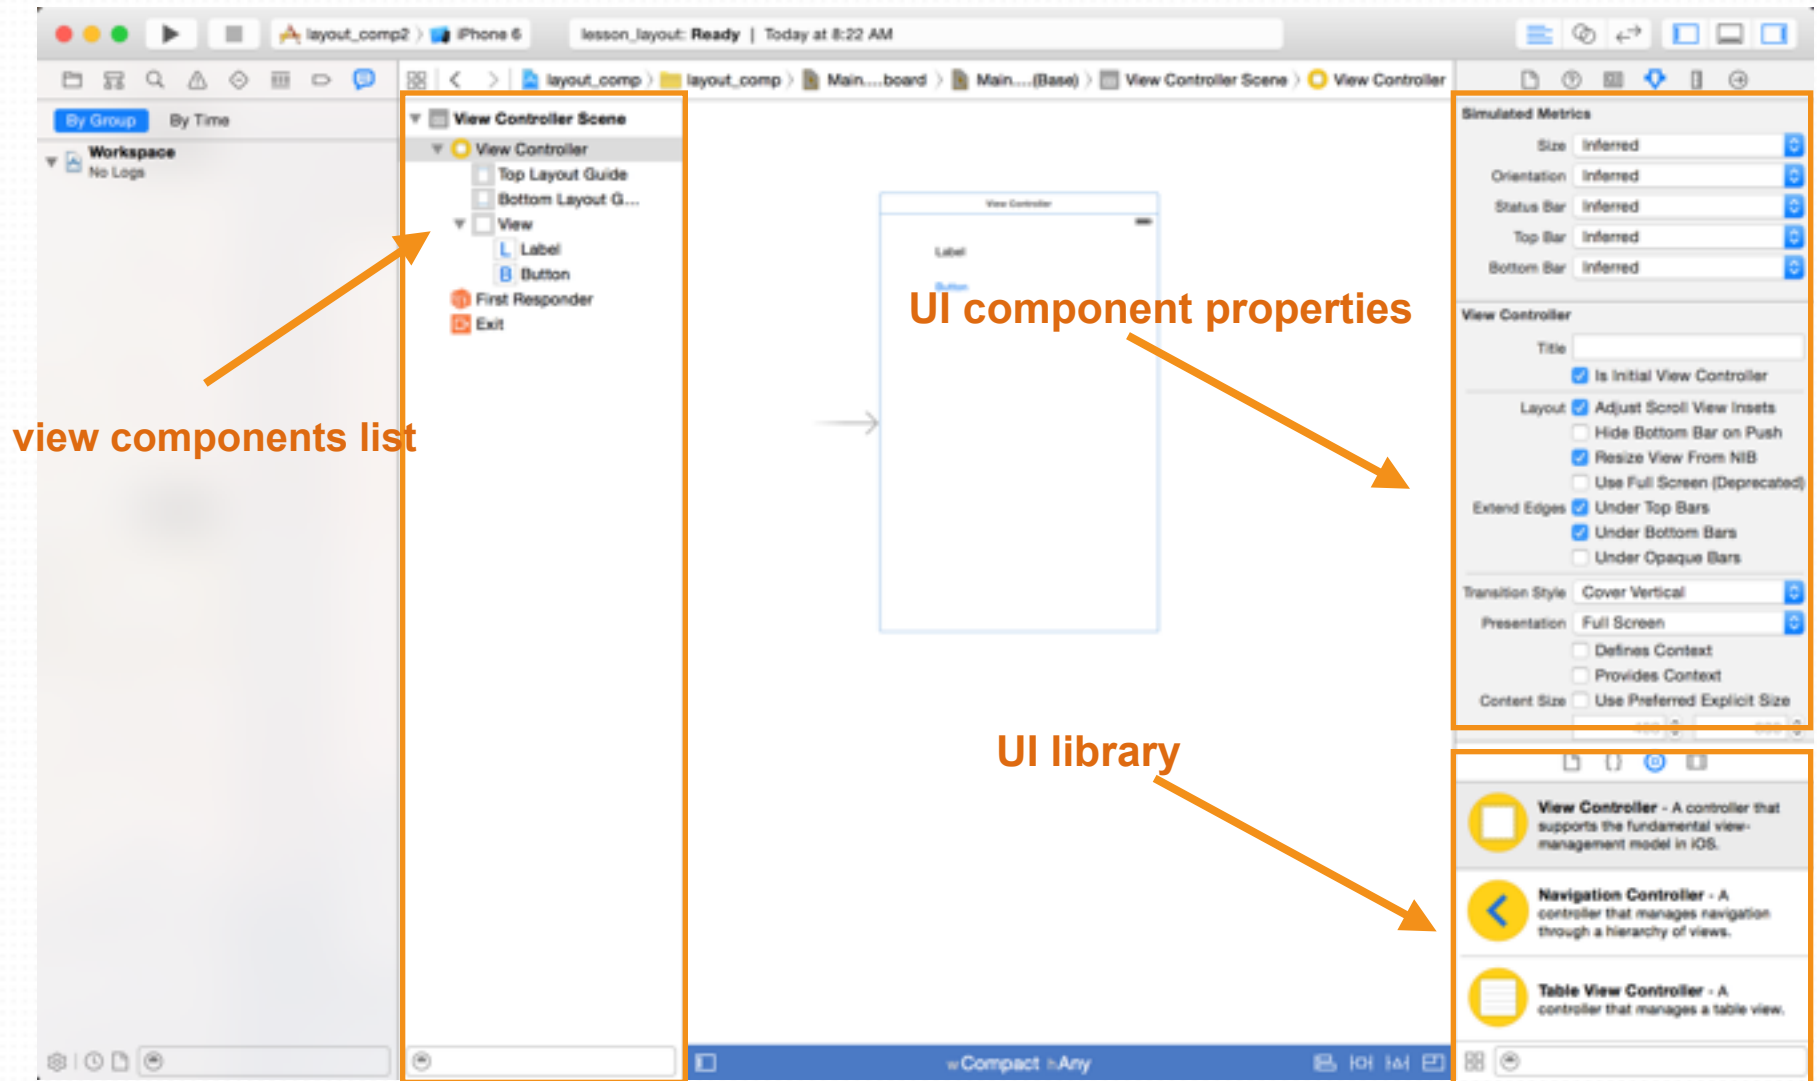 layout_comp2 〉 iPhone 6
lesson_layout: Ready | Today at 8:22 AM
layout_comp 〉 layout_comp 〉 Main....board 〉 Main....(Base) 〉 View Controller Scene 〉 View Controller
By Group By Time
Workspace
No Logs
view components list
View Controller Scene
View Controller
Top Layout Guide
Bottom Layout G...
View
L Label
B Button
First Responder
Exit
View Controller
Label
Button
UI component properties
UI library
wCompact hAny
Simulated Metrics
Size Inferred
Orientation Inferred
Status Bar Inferred
Top Bar Inferred
Bottom Bar Inferred
View Controller
Title
Is Initial View Controller
Layout Adjust Scroll View Insets
Hide Bottom Bar on Push
Resize View From NIB
Use Full Screen (Deprecated)
Extend Edges Under Top Bars
Under Bottom Bars
Under Opaque Bars
Transition Style Cover Vertical
Presentation Full Screen
Defines Context
Provides Context
Content Size Use Preferred Explicit Size
View Controller - A controller that
supports the fundamental view-
management model in iOS.
Navigation Controller - A
controller that manages navigation
through a hierarchy of views.
Table View Controller - A
controller that manages a table view.